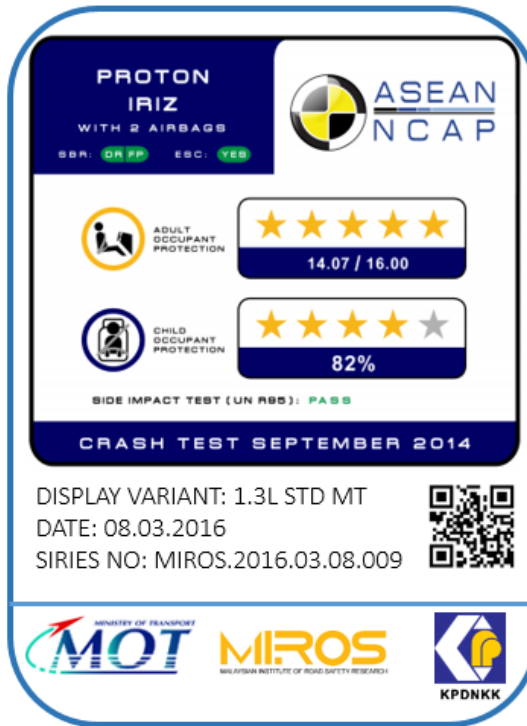 PROTON
IRIZ
WITH 2 AIRBAGS
SBR: DR FP ESC: YES
ASEAN
NCAP
ADULT
OCCUPANT
PROTECTION
14.07 / 16.00
CHILD
OCCUPANT
PROTECTION
82%
SIDE IMPACT TEST (UN R95): PASS
CRASH TEST SEPTEMBER 2014
DISPLAY VARIANT: 1.3L STD MT
DATE: 08.03.2016
SIRIES NO: MIROS.2016.03.08.009
MINISTRY OF TRANSPORT
MOT
MIROS
MALAYSIAN INSTITUTE OF ROAD SAFETY RESEARCH
KPDNKK